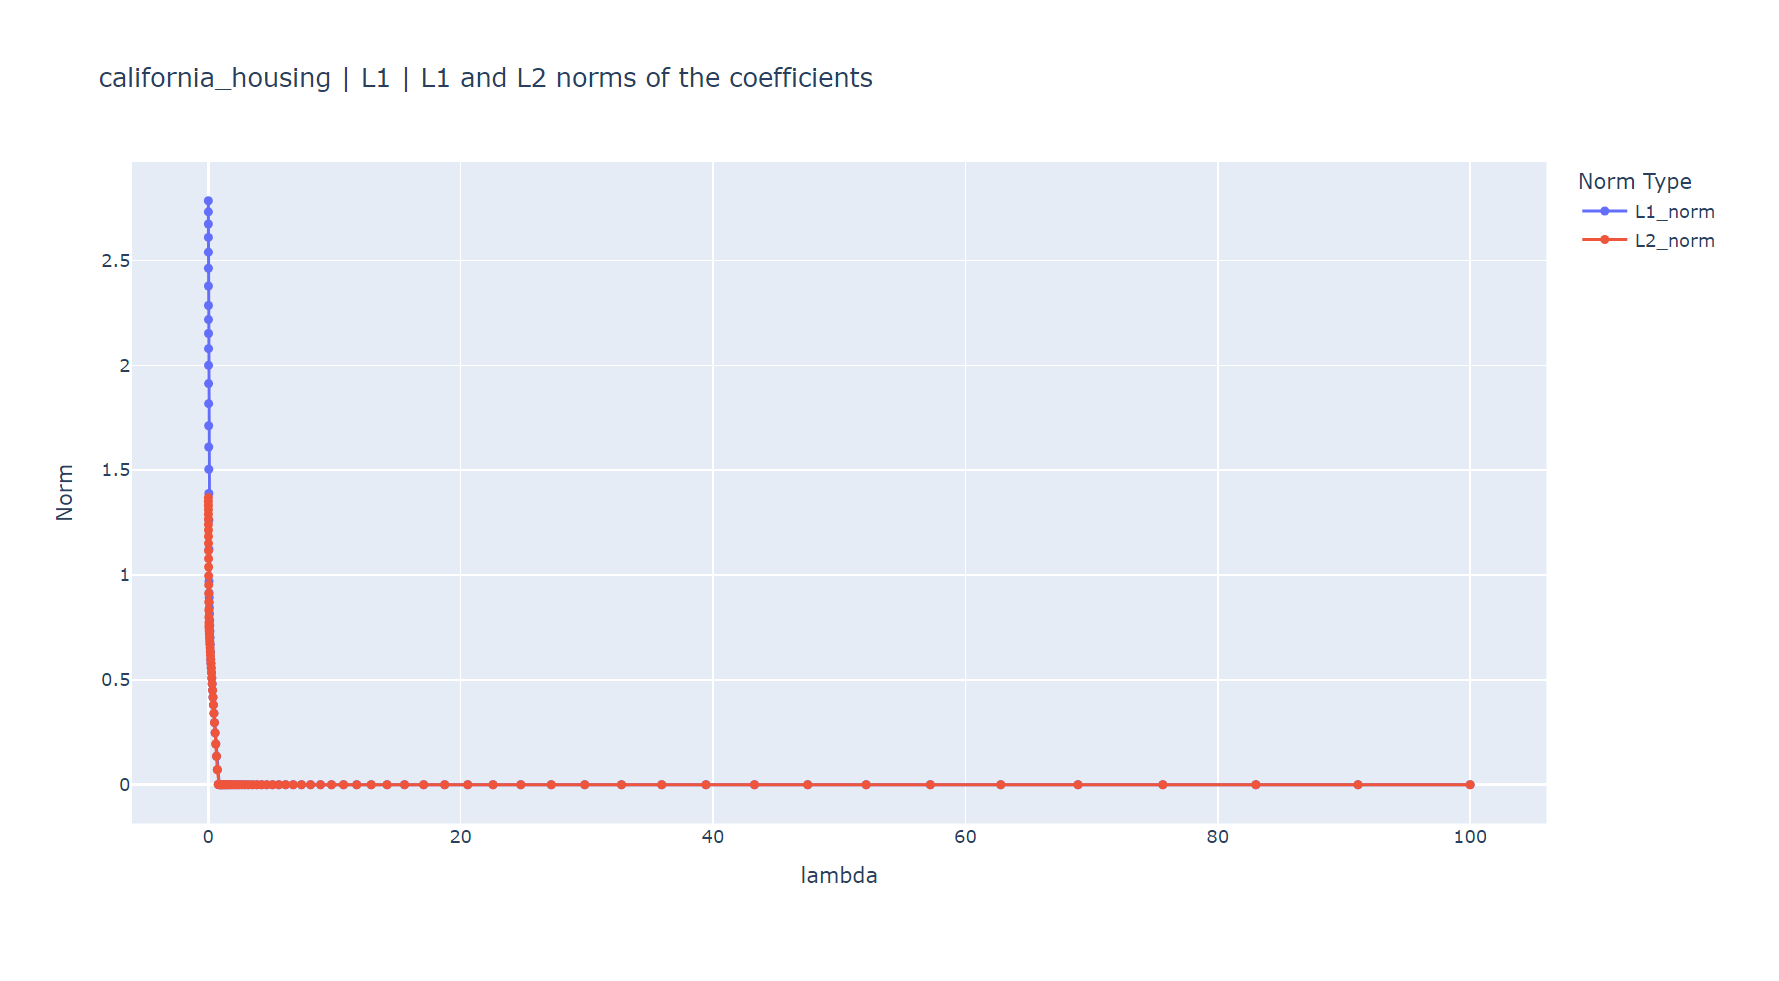 california_housing | L1 | L1 and L2 norms of the coefficients
Norm Type
L1_norm
L2_norm
2.5
2
1.5
1
0.5
0
Norm
0 20 40 60 80 100
lambda